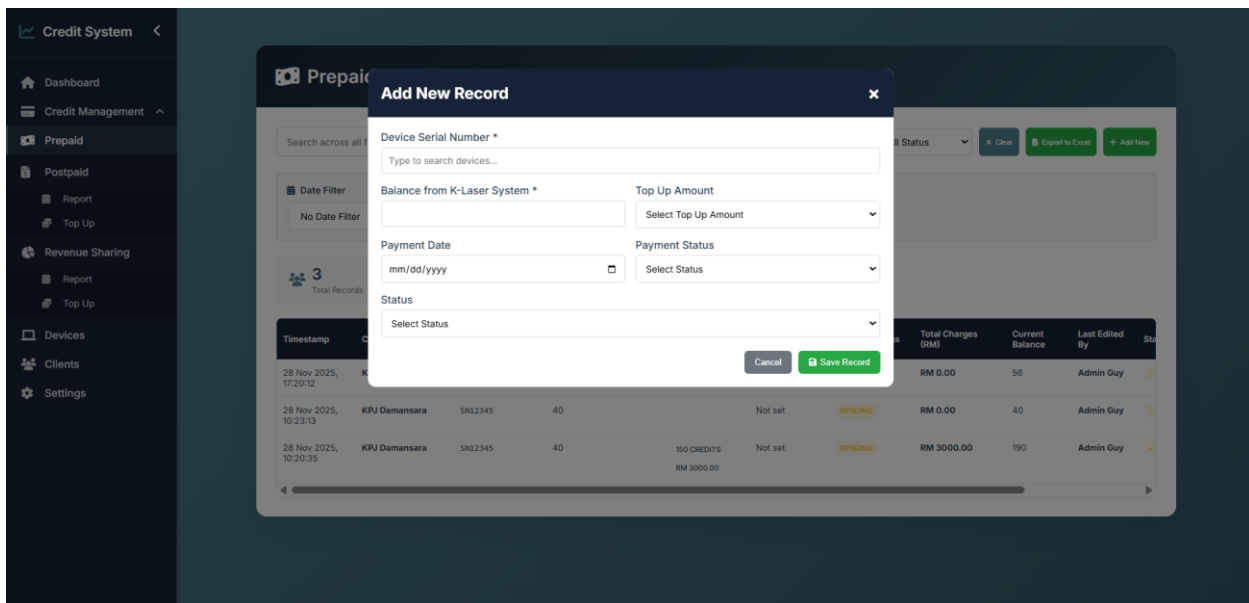 Credit System
Dashboard
Credit Management
Prepaid
Postpaid
Report
Top Up
Revenue Sharing
Report
Top Up
Devices
Clients
Settings
Prepaid
Search across all f
ll Status
Clear
Export to Excel
+ Add New
Date Filter
No Date Filter
3
Total Records
Add New Record
×
Device Serial Number *
Type to search devices...
Balance from K-Laser System *
Top Up Amount
Select Top Up Amount
Payment Date
Payment Status
mm/dd/yyyy
Select Status
Status
Select Status
Cancel
Save Record
Timestamp C s Total Charges (RM) Current Balance Last Edited By Sta
28 Nov 2025, 17:20:12 K RM 0.00 56 Admin Guy
28 Nov 2025, 10:23:13 KPJ Damansara SN12345 40 Not set PENDING RM 0.00 40 Admin Guy
28 Nov 2025, 10:20:35 KPJ Damansara SN12345 40 150 CREDITS RM 3000.00 Not set PENDING RM 3000.00 190 Admin Guy